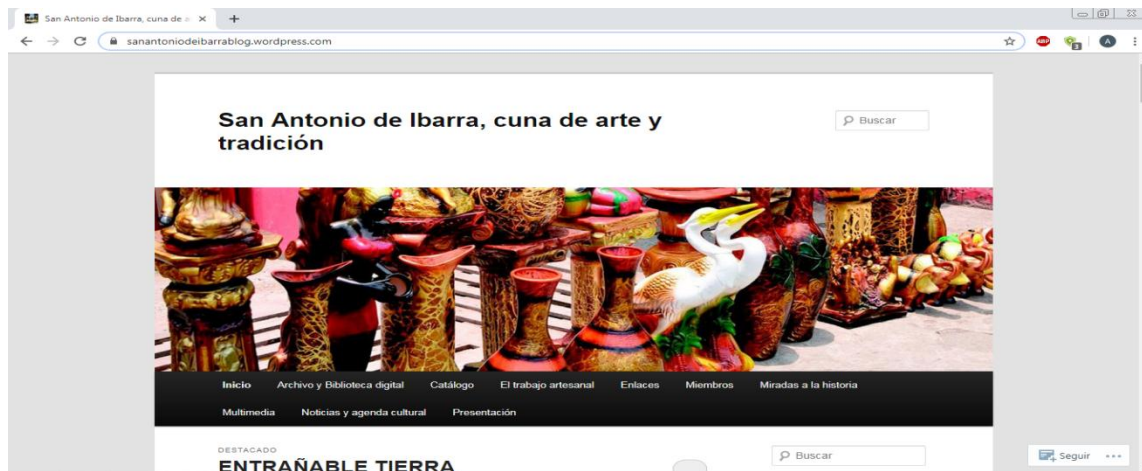 San Antonio de Ibarra, cuna de a
sanantoniodeibarrablog.wordpress.com
ABP
3
A
San Antonio de Ibarra, cuna de arte y
tradición
Buscar
Inicio Archivo y Biblioteca digital Catálogo El trabajo artesanal Enlaces Miembros Miradas a la historia
Multimedia Noticias y agenda cultural Presentación
DESTACADO
ENTRAÑABLE TIERRA
Buscar
Seguir